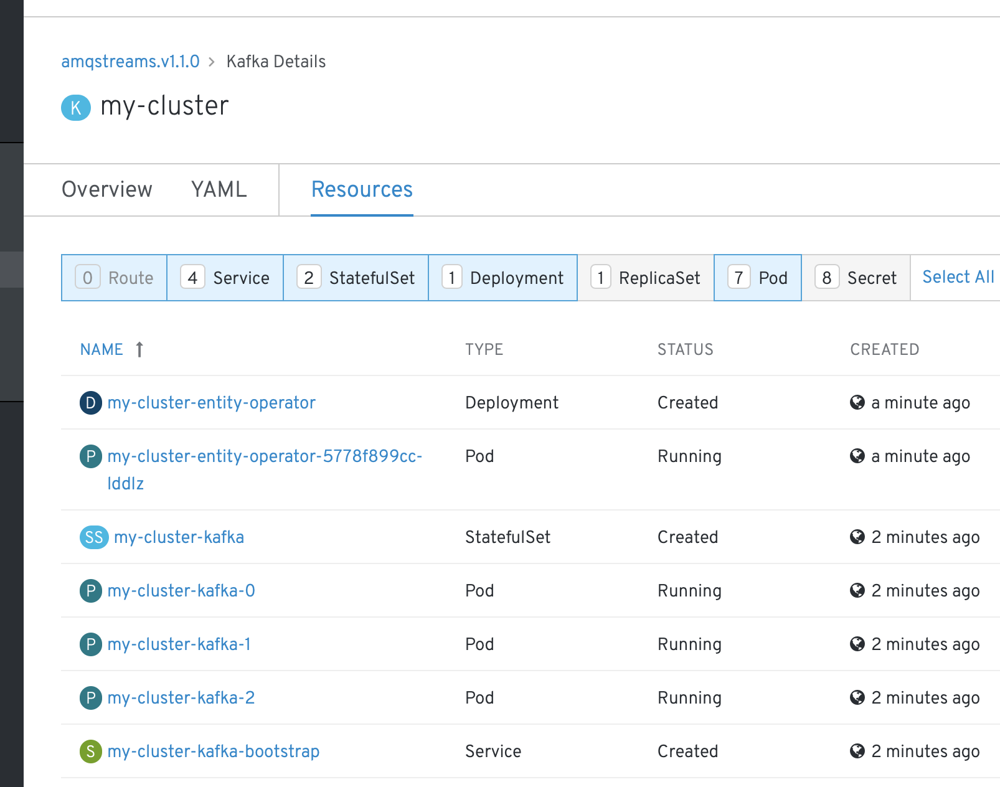 amqstreams.v1.1.0 > Kafka Details
K my-cluster
Overview YAML Resources
0 Route 4 Service 2 StatefulSet 1 Deployment 1 ReplicaSet 7 Pod 8 Secret Select All
NAME ↑ TYPE STATUS CREATED
D my-cluster-entity-operator Deployment Created a minute ago
P my-cluster-entity-operator-5778f899cc- Pod Running a minute ago
lddlz
SS my-cluster-kafka StatefulSet Created 2 minutes ago
P my-cluster-kafka-0 Pod Running 2 minutes ago
P my-cluster-kafka-1 Pod Running 2 minutes ago
P my-cluster-kafka-2 Pod Running 2 minutes ago
S my-cluster-kafka-bootstrap Service Created 2 minutes ago